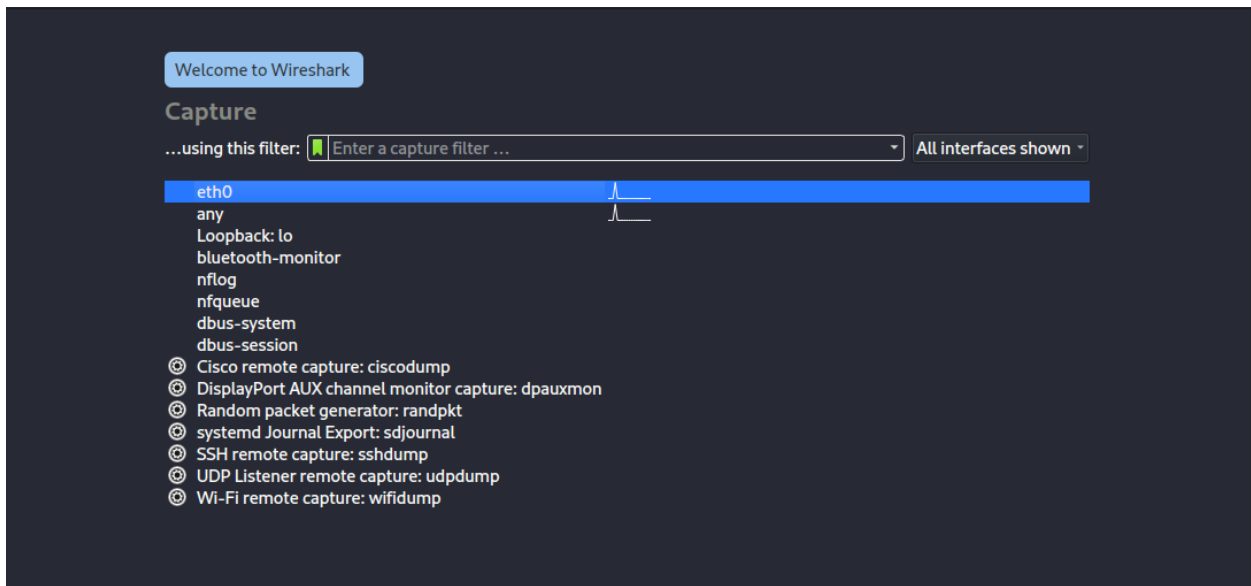 Welcome to Wireshark
Capture
...using this filter: Enter a capture filter ... All interfaces shown
eth0
any
Loopback: lo
bluetooth-monitor
nflog
nfqueue
dbus-system
dbus-session
Cisco remote capture: ciscodump
DisplayPort AUX channel monitor capture: dpauxmon
Random packet generator: randpkt
systemd Journal Export: sdjournal
SSH remote capture: sshdump
UDP Listener remote capture: udpdump
Wi-Fi remote capture: wifidump